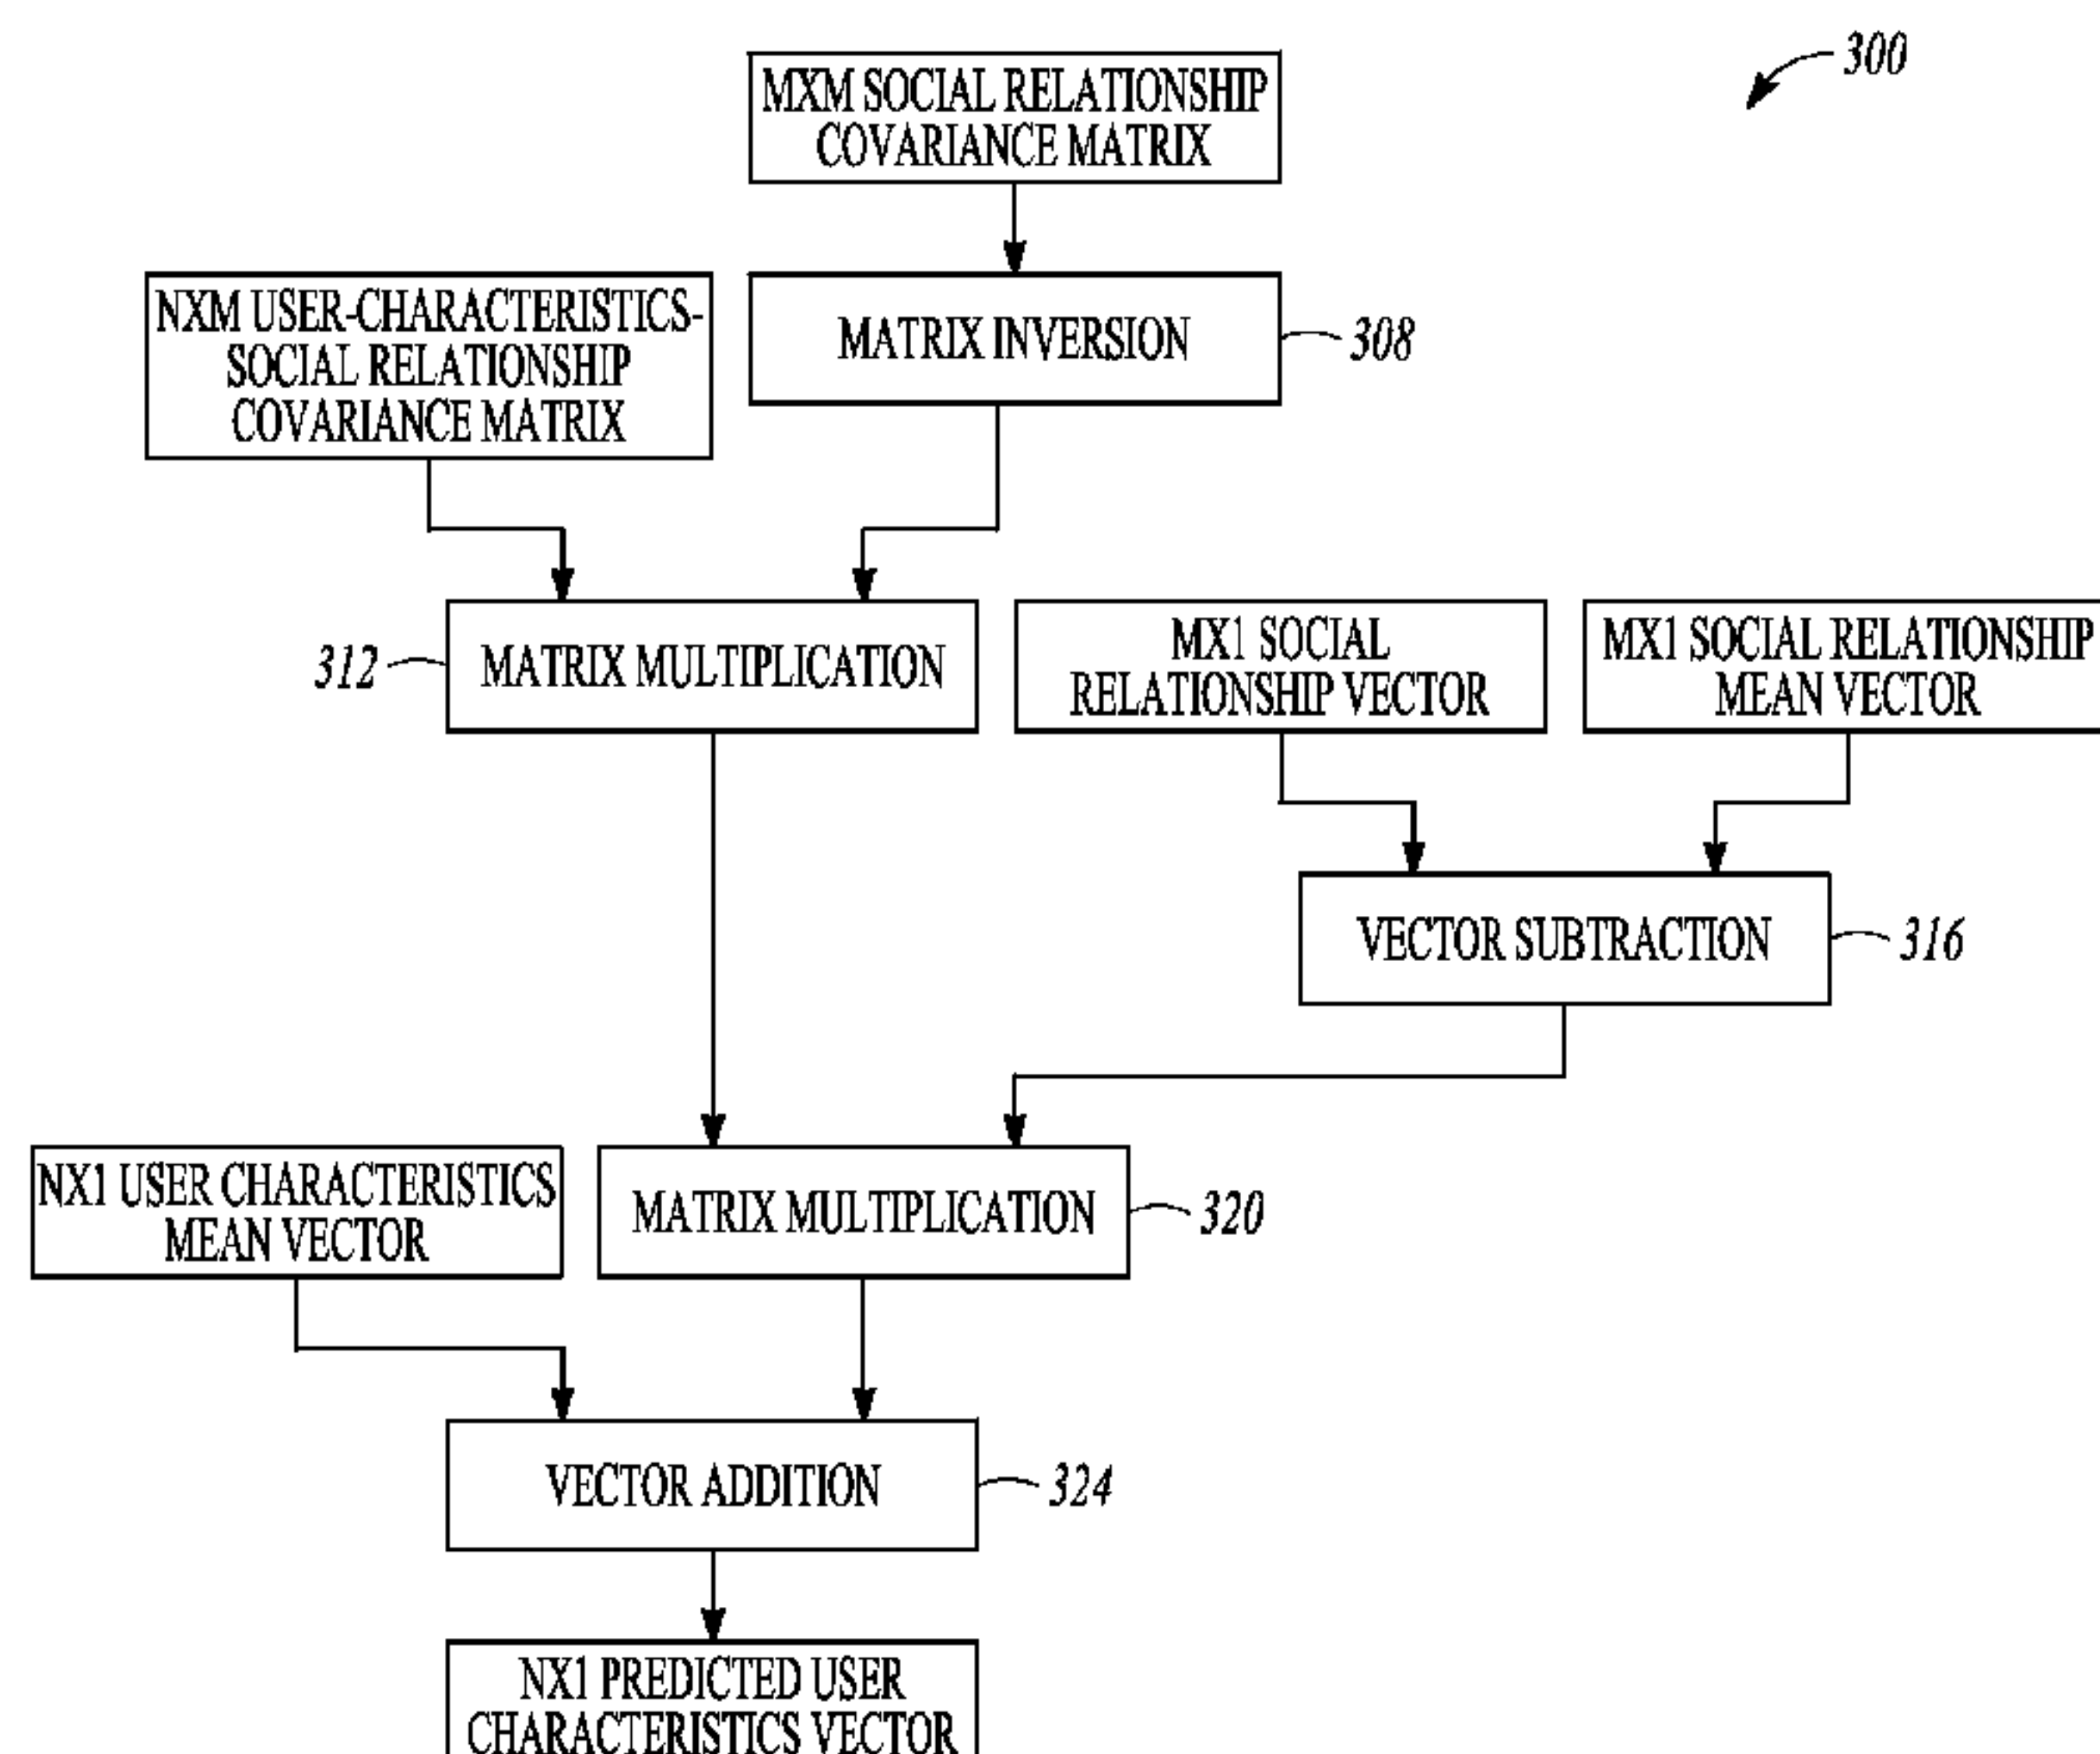 300
MXM SOCIAL RELATIONSHIP
COVARIANCE MATRIX
NXM USER-CHARACTERISTICS-
SOCIAL RELATIONSHIP
COVARIANCE MATRIX
MATRIX INVERSION
308
312
MATRIX MULTIPLICATION
MX1 SOCIAL
RELATIONSHIP VECTOR
MX1 SOCIAL RELATIONSHIP
MEAN VECTOR
VECTOR SUBTRACTION
316
NX1 USER CHARACTERISTICS
MEAN VECTOR
MATRIX MULTIPLICATION
320
VECTOR ADDITION
324
NX1 PREDICTED USER
CHARACTERISTICS VECTOR